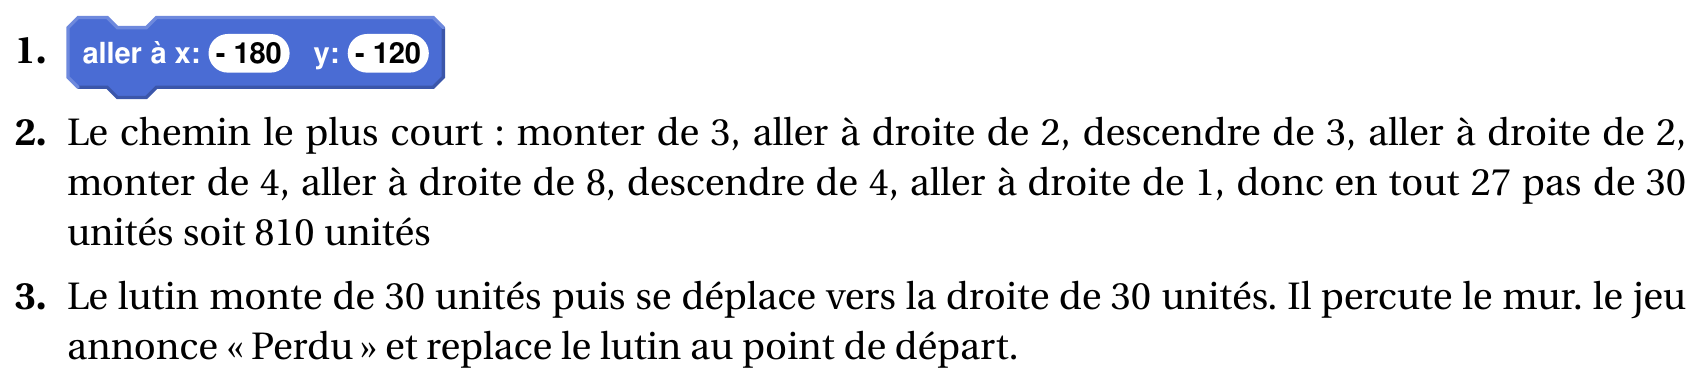 1. aller à x: - 180 y: - 120
2. Le chemin le plus court : monter de 3, aller à droite de 2, descendre de 3, aller à droite de 2,
monter de 4, aller à droite de 8, descendre de 4, aller à droite de 1, donc en tout 27 pas de 30
unités soit 810 unités
3. Le lutin monte de 30 unités puis se déplace vers la droite de 30 unités. Il percute le mur. le jeu
annonce « Perdu » et replace le lutin au point de départ.